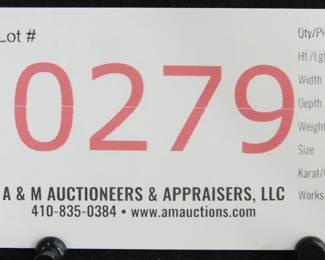 Lot #
0279
A & M AUCTIONEERS & APPRAISERS, LLC
410-835-0384 • www.amauctions.com
Qty/
Ht./Lgt
Width
Depth
Weight
Size
Karat/
Works